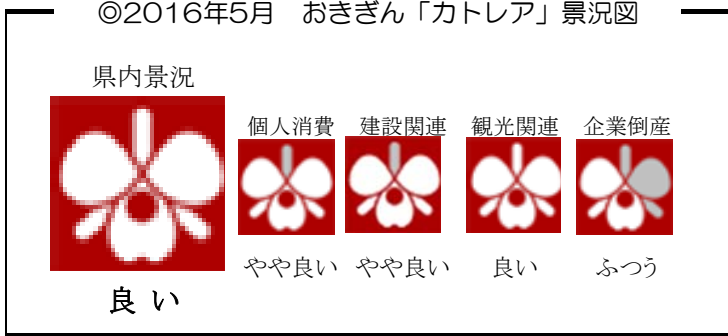 ◎2016年5月 おきぎん「カトレア」景況図
県内景況
個人消費 建設関連 観光関連 企業倒産
やや良い やや良い 良い ふつう
良い